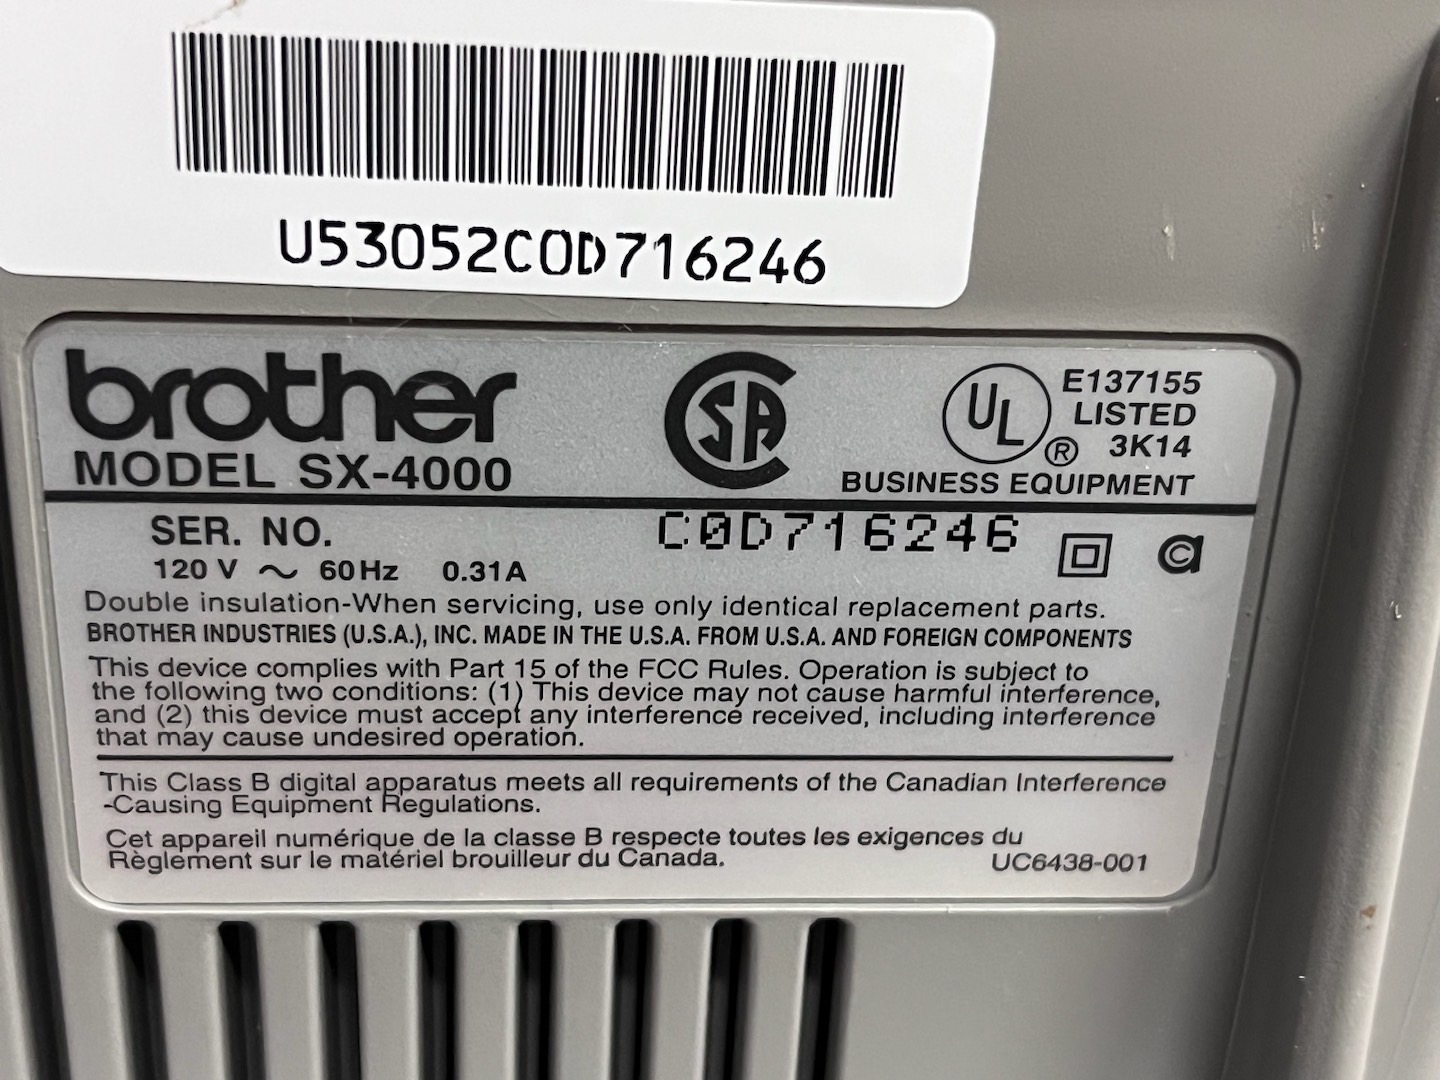 U53052C0D716246
brother
MODEL SX-4000
SA
UL
®
E137155
LISTED
3K14
BUSINESS EQUIPMENT
SER. NO. C0D716246
120 V ~ 60Hz 0.31A
Double insulation-When servicing, use only identical replacement parts.
BROTHER INDUSTRIES (U.S.A.), INC. MADE IN THE U.S.A. FROM U.S.A. AND FOREIGN COMPONENTS
This device complies with Part 15 of the FCC Rules. Operation is subject to
the following two conditions: (1) This device may not cause harmful interference,
and (2) this device must accept any interference received, including interference
that may cause undesired operation.
This Class B digital apparatus meets all requirements of the Canadian Interference
-Causing Equipment Regulations.
Cet appareil numérique de la classe B respecte toutes les exigences du
Règlement sur le matériel brouilleur du Canada.
UC6438-001